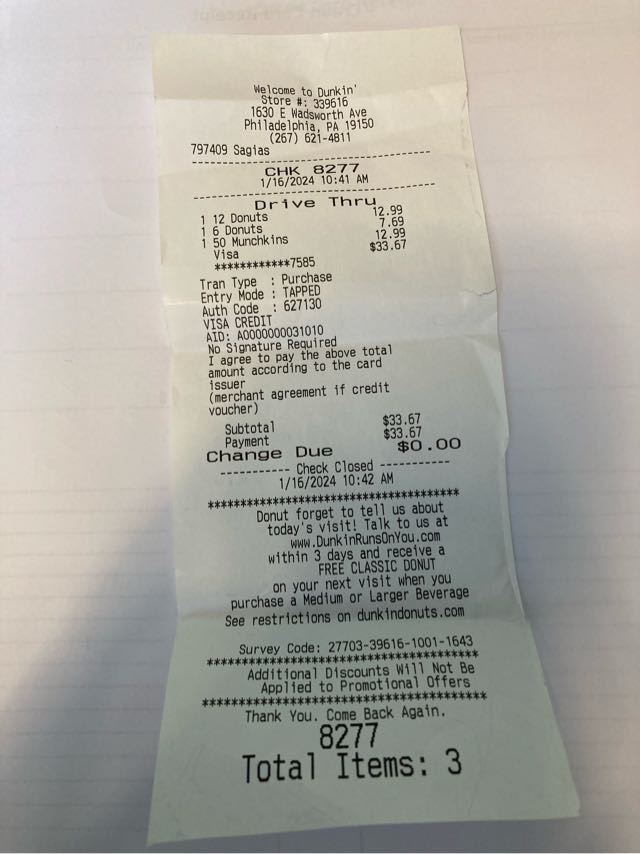 Welcome to Dunkin'
Store #: 339616
1630 E Wadsworth Ave
Philadelphia, PA 19150
(267) 621-4811
797409 Sagias
------------------------------
CHK 8277
1/16/2024 10:41 AM
------------------------------
Drive Thru
1 12 Donuts 12.99
1 6 Donuts 7.69
1 50 Munchkins 12.99
Visa $33.67
************7585
Tran Type : Purchase
Entry Mode : TAPPED
Auth Code : 627130
VISA CREDIT
AID: A0000000031010
No Signature Required
I agree to pay the above total
amount according to the card
issuer
(merchant agreement if credit
voucher)
Subtotal $33.67
Payment $33.67
Change Due $0.00
---------- Check Closed ----------
1/16/2024 10:42 AM
***********************************
Donut forget to tell us about
today's visit! Talk to us at
www.DunkinRunsOnYou.com
within 3 days and receive a
FREE CLASSIC DONUT
on your next visit when you
purchase a Medium or Larger Beverage
See restrictions on dunkindonuts.com
Survey Code: 27703-39616-1001-1643
***********************************
Additional Discounts Will Not Be
Applied to Promotional Offers
***********************************
Thank You. Come Back Again.
8277
Total Items: 3